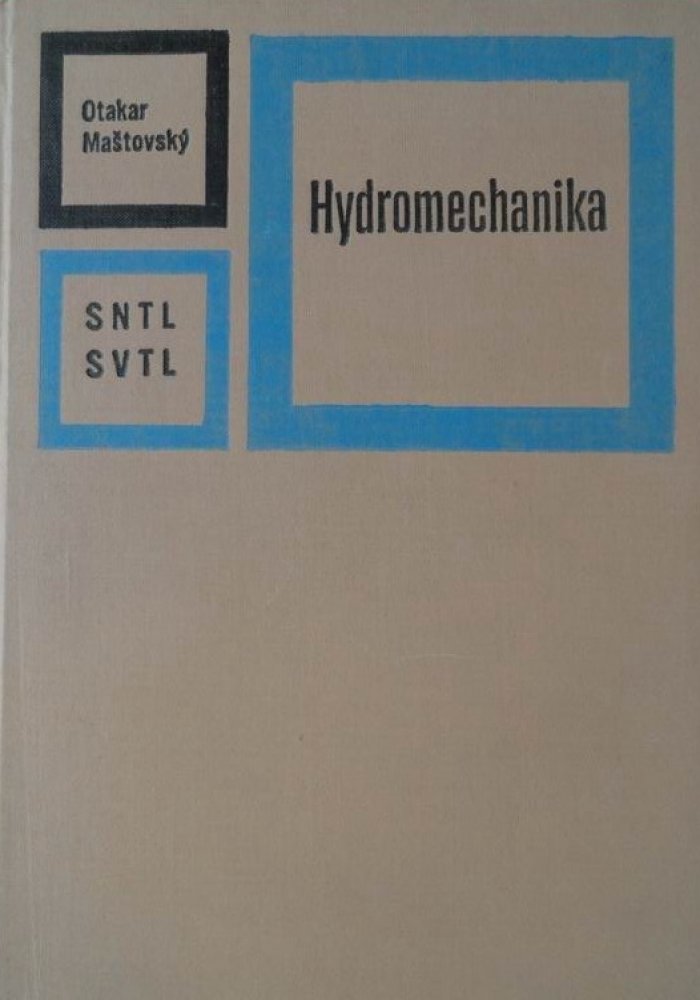 Otakar
Maštovský
Hydromechanika
SNTL
SVTL